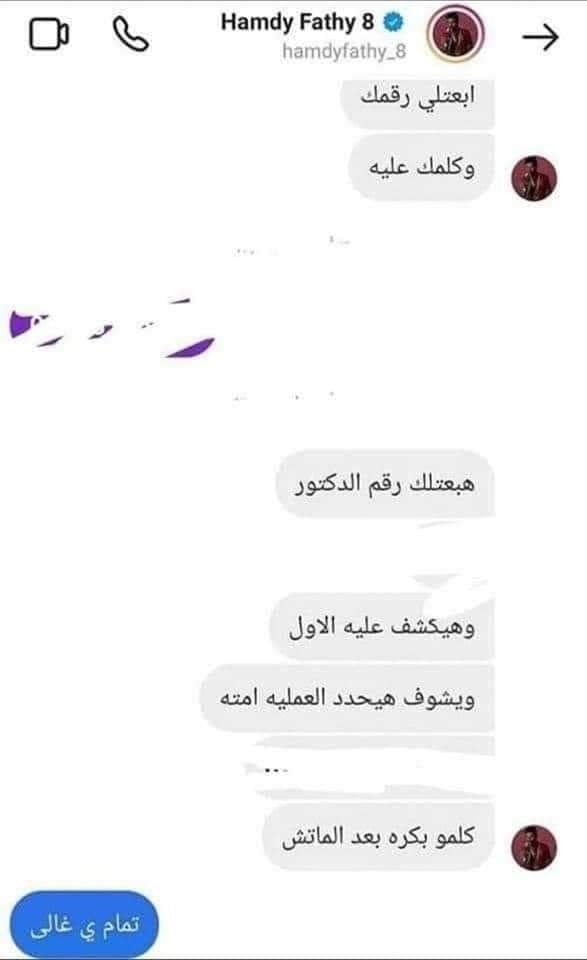 Hamdy Fathy 8
hamdyfathy_8
ابعتلي رقمك
وكلمك عليه
هبعتلك رقم الدكتور
وهيكشف عليه الاول
ويشوف هيحدد العمليه امته
كلمو بكره بعد الماتش
تمام ي غالى